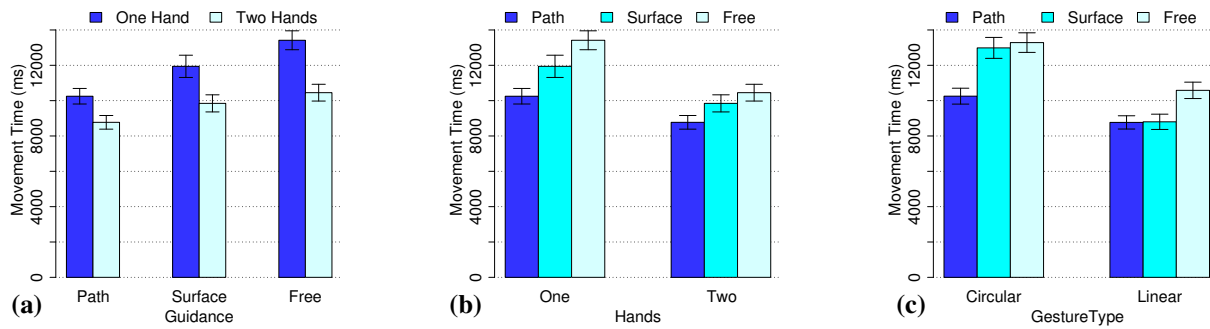 One Hand Two Hands
Movement Time (ms)
0 4000 8000 12000
Path Surface Free
Guidance
(a)
Path Surface Free
Movement Time (ms)
0 4000 8000 12000
One Two
Hands
(b)
Path Surface Free
Movement Time (ms)
0 4000 8000 12000
Circular Linear
GestureType
(c)